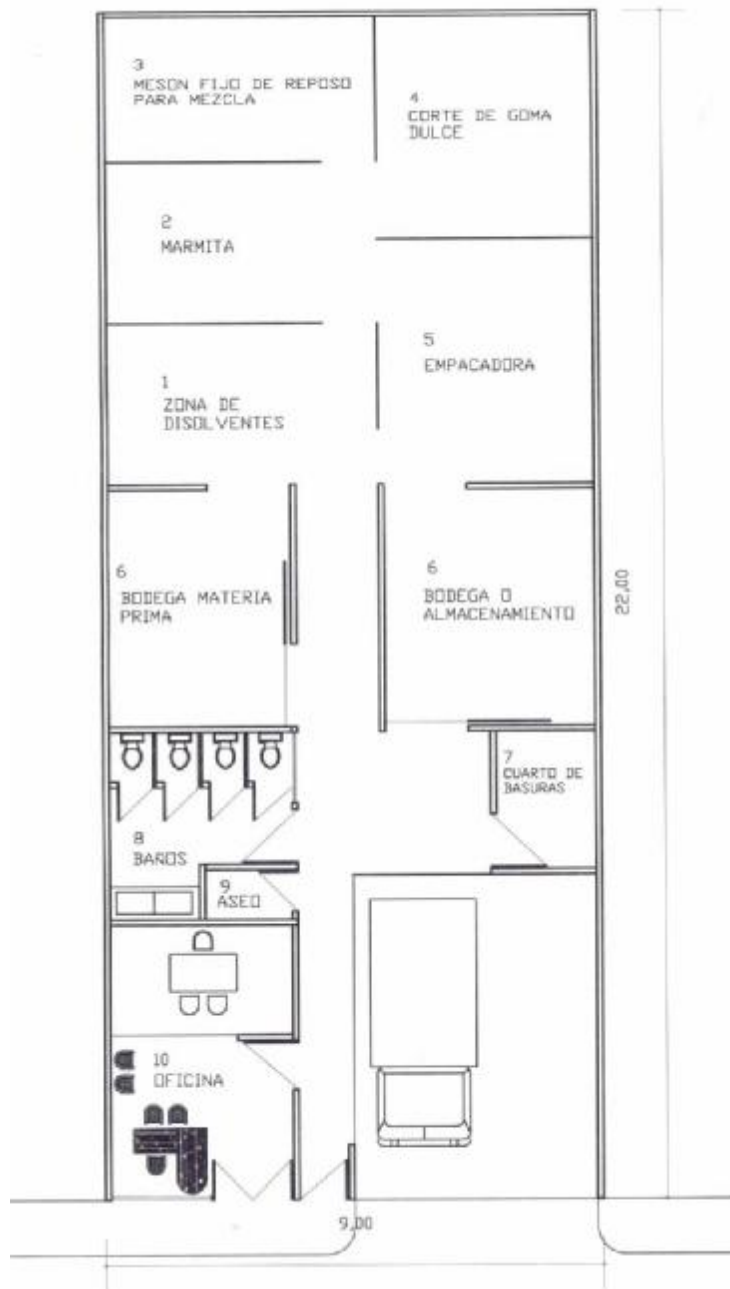 3
MESON FIJO DE REPOSO
PARA MEZCLA
4
CORTE DE GOMA
DULCE
2
MARMITA
5
EMPACADORA
1
ZONA DE
DISOLVENTES
6
BODEGA MATERIA
PRIMA
6
BODEGA O
ALMACENAMIENTO
22,00
7
CUARTO DE
BASURAS
8
BAÑOS
9
ASEO
10
OFICINA
9,00